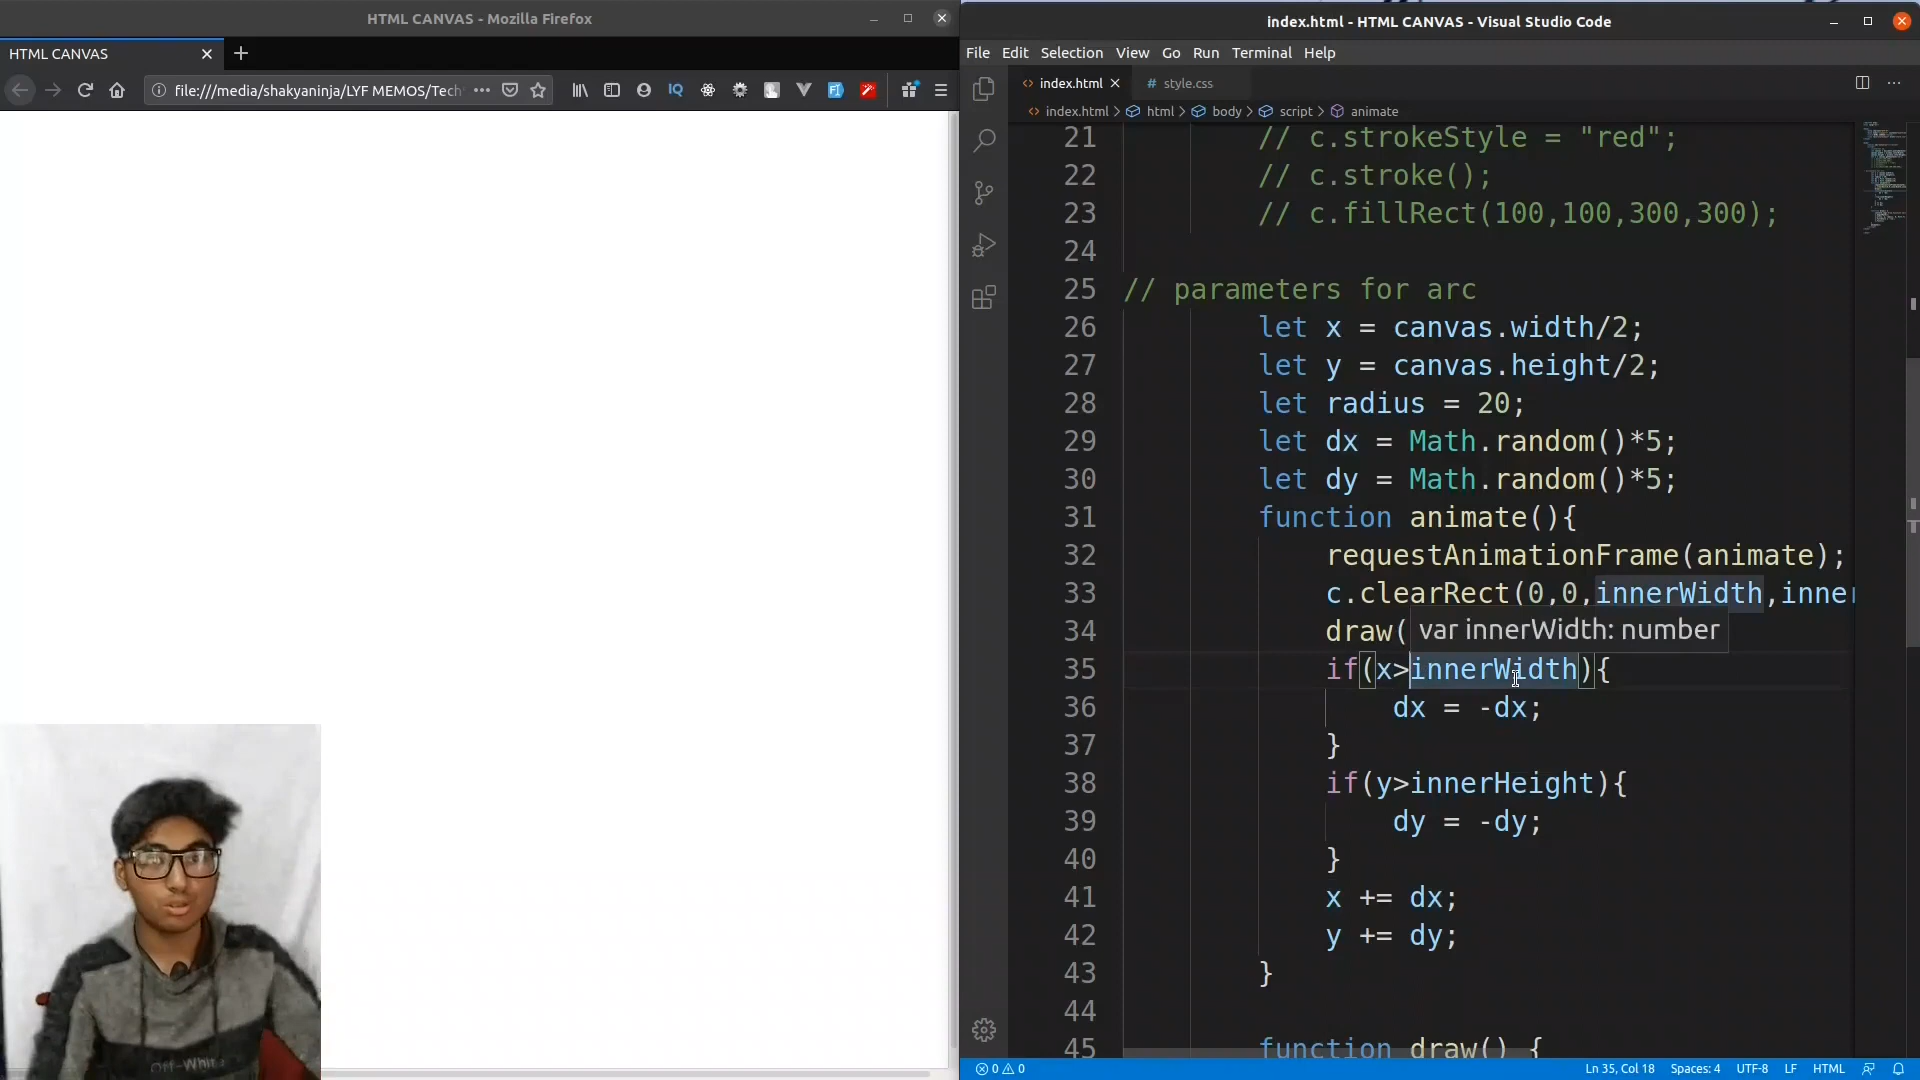 HTML CANVAS - Mozilla Firefox
HTML CANVAS
file:///media/shakyaninja/LYF MEMOS/Tech
index.html - HTML CANVAS - Visual Studio Code
File Edit Selection View Go Run Terminal Help
index.html
style.css
index.html > html > body > script > animate
21 // c.strokeStyle = "red";
22 // c.stroke();
23 // c.fillRect(100,100,300,300);
24
25 // parameters for arc
26 let x = canvas.width/2;
27 let y = canvas.height/2;
28 let radius = 20;
29 let dx = Math.random()*5;
30 let dy = Math.random()*5;
31 function animate(){
32 requestAnimationFrame(animate);
33 c.clearRect(0,0,innerWidth,inner
34 draw(
var innerWidth: number
35 if(x>innerWidth){
36 dx = -dx;
37 }
38 if(y>innerHeight){
39 dy = -dy;
40 }
41 x += dx;
42 y += dy;
43 }
44
45 function draw() {
Off-White
0 0
Ln 35, Col 18 Spaces: 4 UTF-8 LF HTML